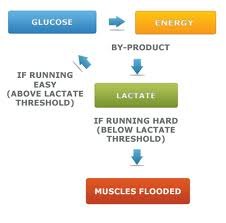 GLUCOSE
ENERGY
BY-PRODUCT
IF RUNNING
EASY
(ABOVE LACTATE
THRESHOLD)
LACTATE
IF RUNNING HARD
(BELOW LACTATE
THRESHOLD)
MUSCLES FLOODED